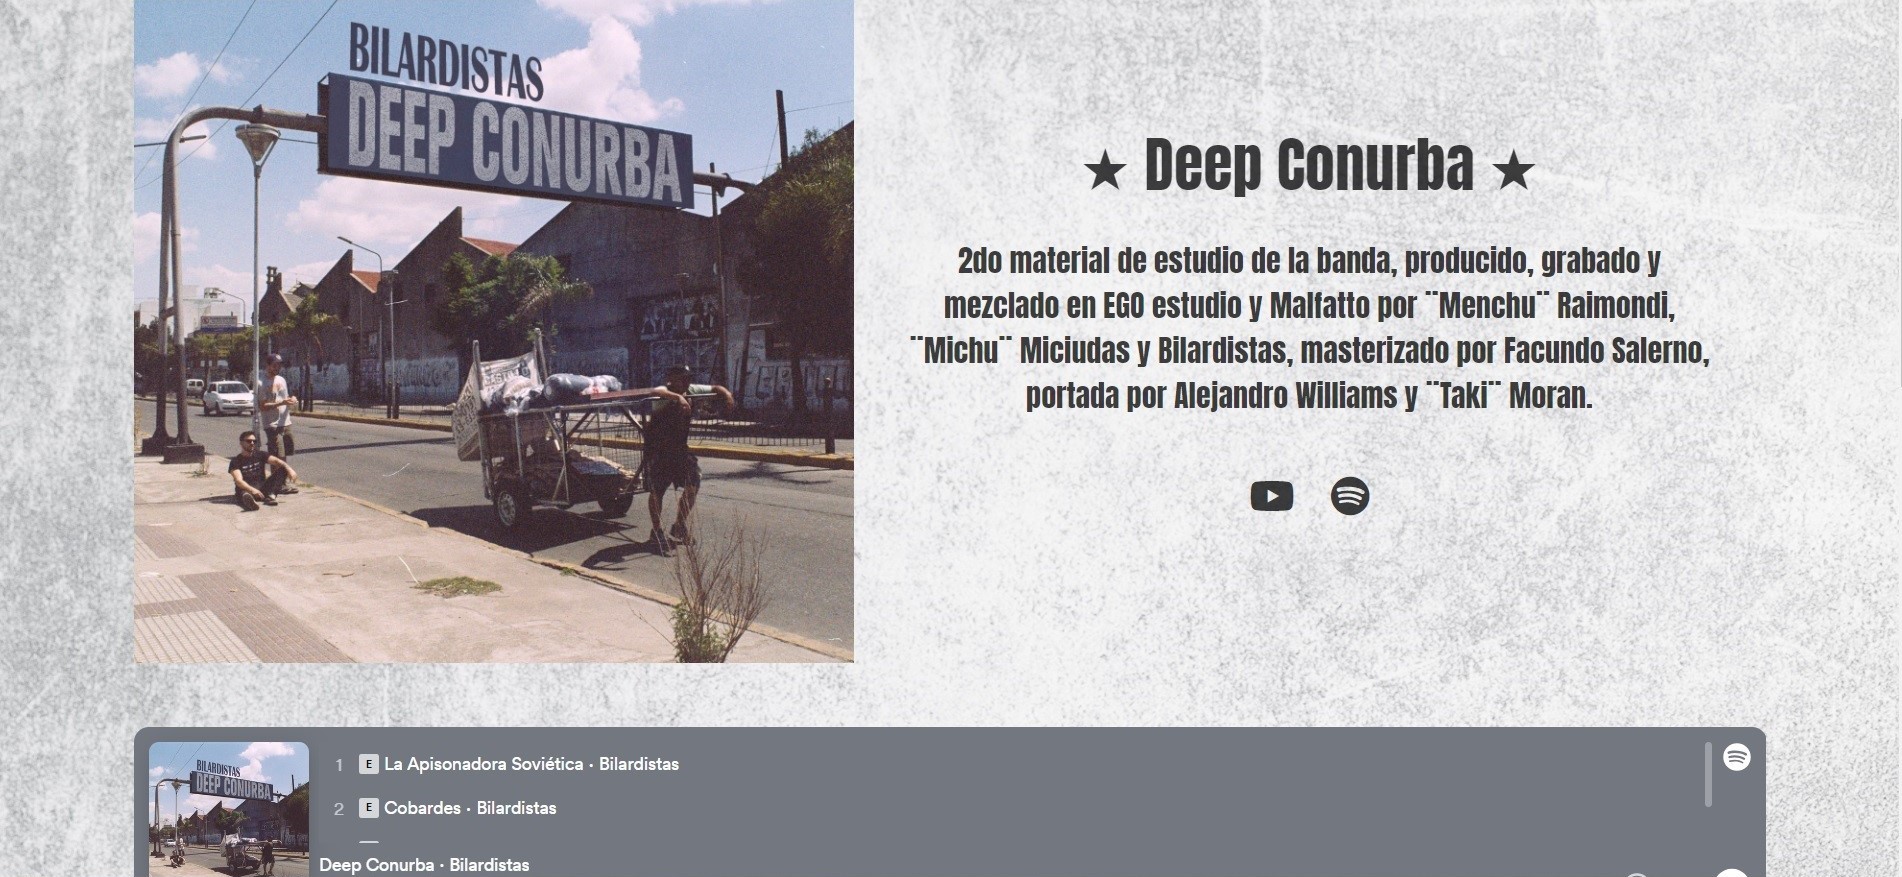 BILARDISTAS
DEEP CONURBA
★ Deep Conurba ★
2do material de estudio de la banda, producido, grabado y
mezclado en EGO estudio y Malfatto por ¨Menchu¨ Raimondi,
¨Michu¨ Miciudas y Bilardistas, masterizado por Facundo Salerno,
portada por Alejandro Williams y ¨Taki¨ Moran.
BILARDISTAS
DEEP CONURBA
1 E La Apisonadora Soviética · Bilardistas
2 E Cobardes · Bilardistas
Deep Conurba · Bilardistas